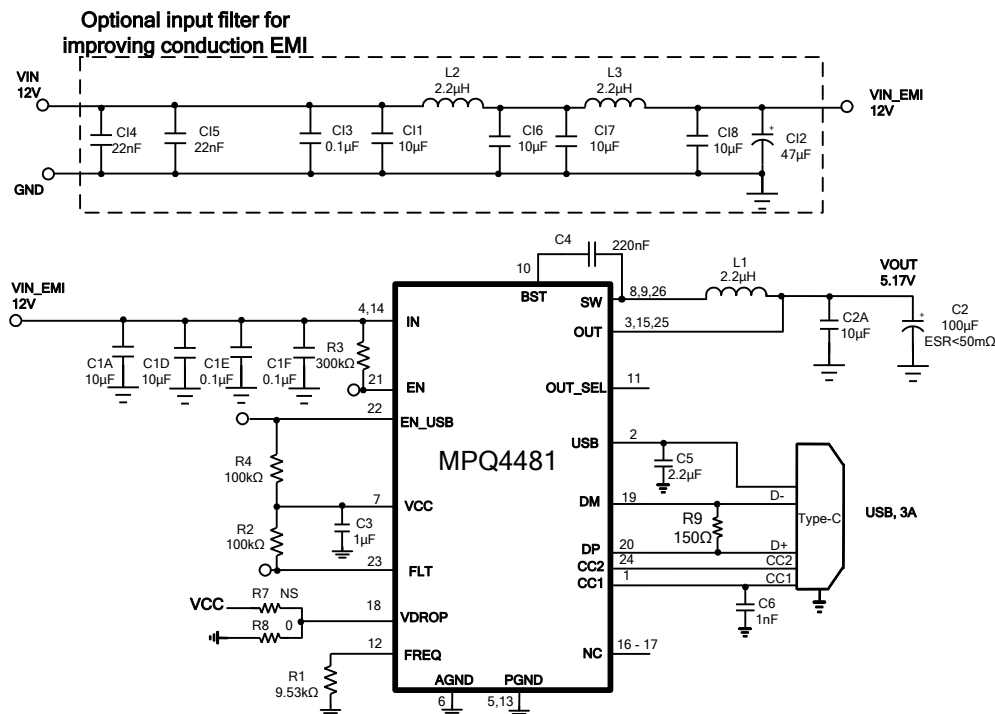 Optional input filter for
improving conduction EMI
VIN
12V
L2
2.2µH
L3
2.2µH
VIN_EMI
12V
CI4
22nF
CI5
22nF
CI3
0.1µF
CI1
10µF
CI6
10µF
CI7
10µF
CI8
10µF
+
CI2
47µF
GND
C4
220nF
10
BST
L1
2.2µH
VOUT
5.17V
VIN_EMI
12V
4,14
IN
SW
8,9,26
OUT
3,15,25
C2A
10µF
+
C2
100µF
ESR<50mΩ
C1A
10µF
C1D
10µF
C1E
0.1µF
C1F
0.1µF
R3
300kΩ
21
EN
OUT_SEL
11
22
EN_USB
USB
2
MPQ4481
C5
2.2µF
R4
100kΩ
7
VCC
C3
1µF
DM
19
D-
R9
150Ω
Type-C
USB, 3A
R2
100kΩ
DP
20
D+
CC2
24
CC2
CC1
1
CC1
23
FLT
C6
1nF
VCC
R7
NS
R8
0
18
VDROP
12
FREQ
NC
16 - 17
R1
9.53kΩ
AGND
PGND
6
5,13